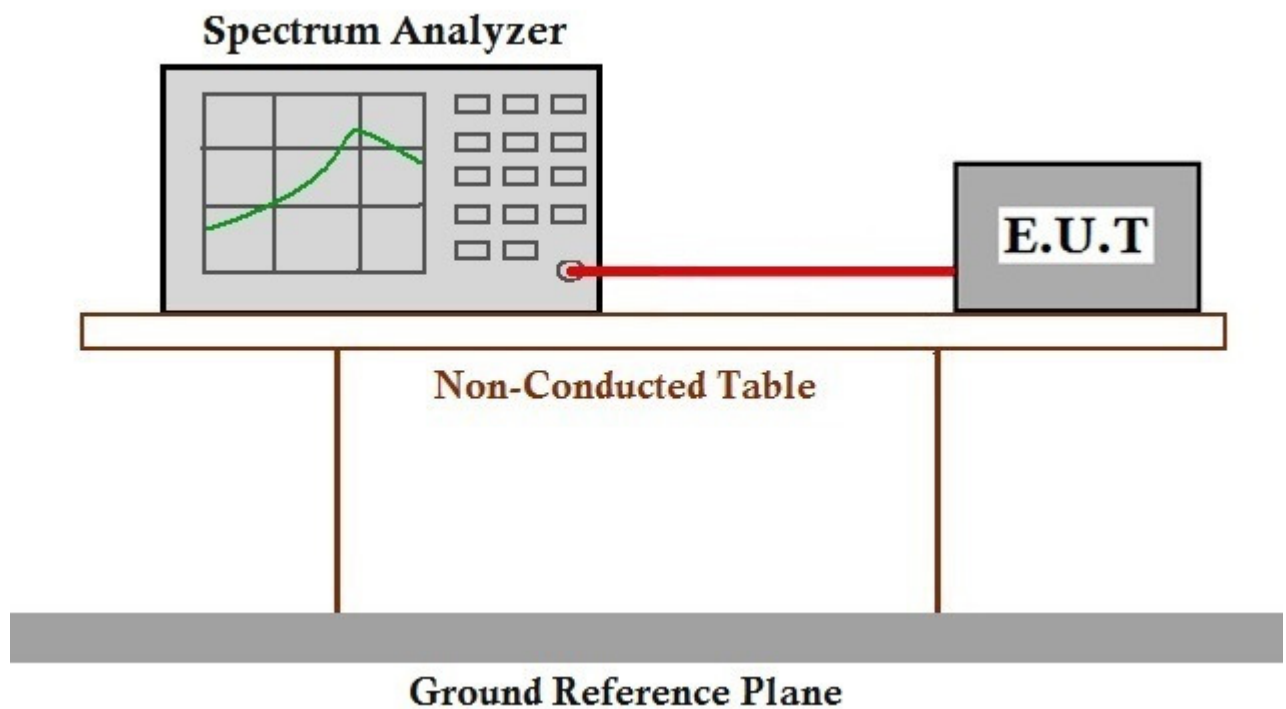 Spectrum Analyzer
E.U.T
Non-Conducted Table
Ground Reference Plane